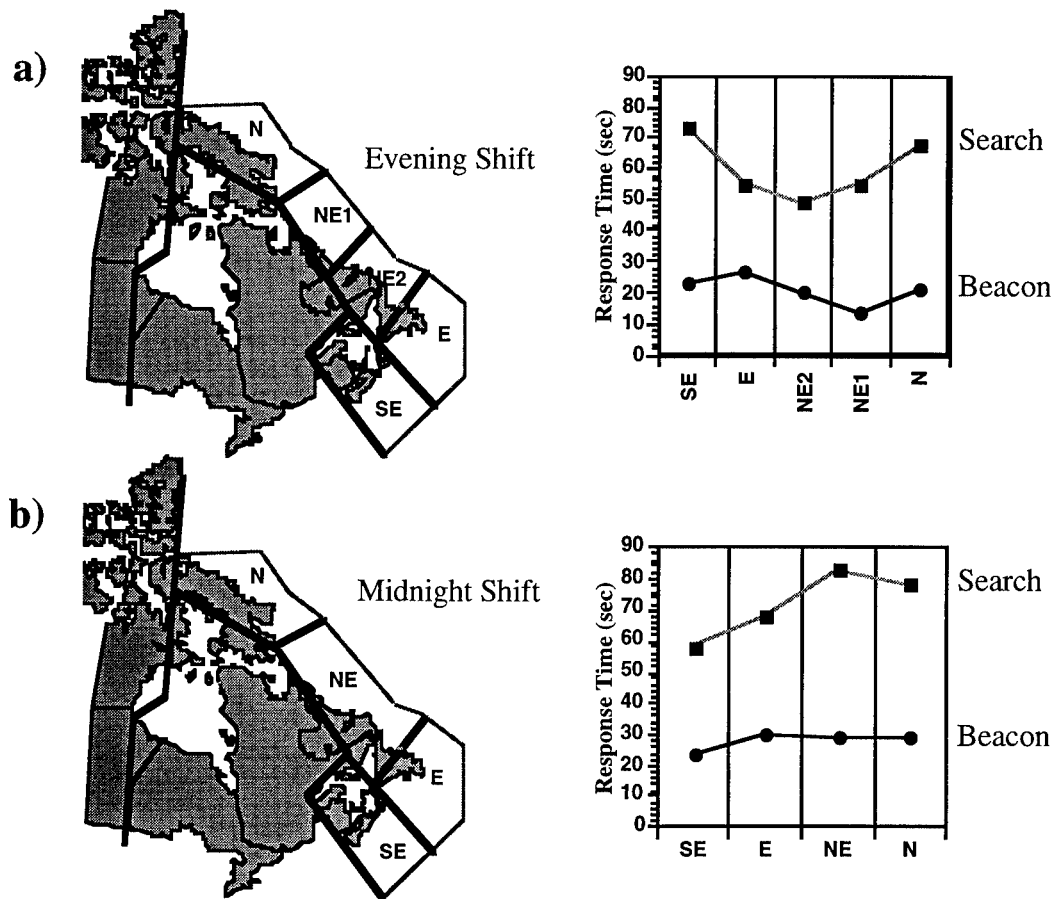 a)
N
Evening Shift
NE1
NE2
E
SE
90
80
70
60
50
40
30
20
10
0
Response Time (sec)
Search
Beacon
SE E NE2 NE1 N
b)
N
Midnight Shift
NE
E
SE
90
80
70
60
50
40
30
20
10
0
Response Time (sec)
Search
Beacon
SE E NE N